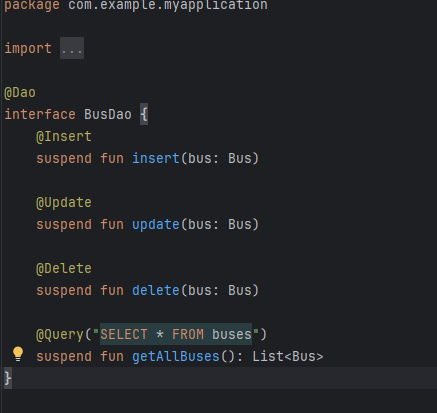 package com.example.myapplication
import ...
@Dao
interface BusDao {
@Insert
suspend fun insert(bus: Bus)
@Update
suspend fun update(bus: Bus)
@Delete
suspend fun delete(bus: Bus)
@Query("SELECT * FROM buses")
suspend fun getAllBuses(): List<Bus>
}